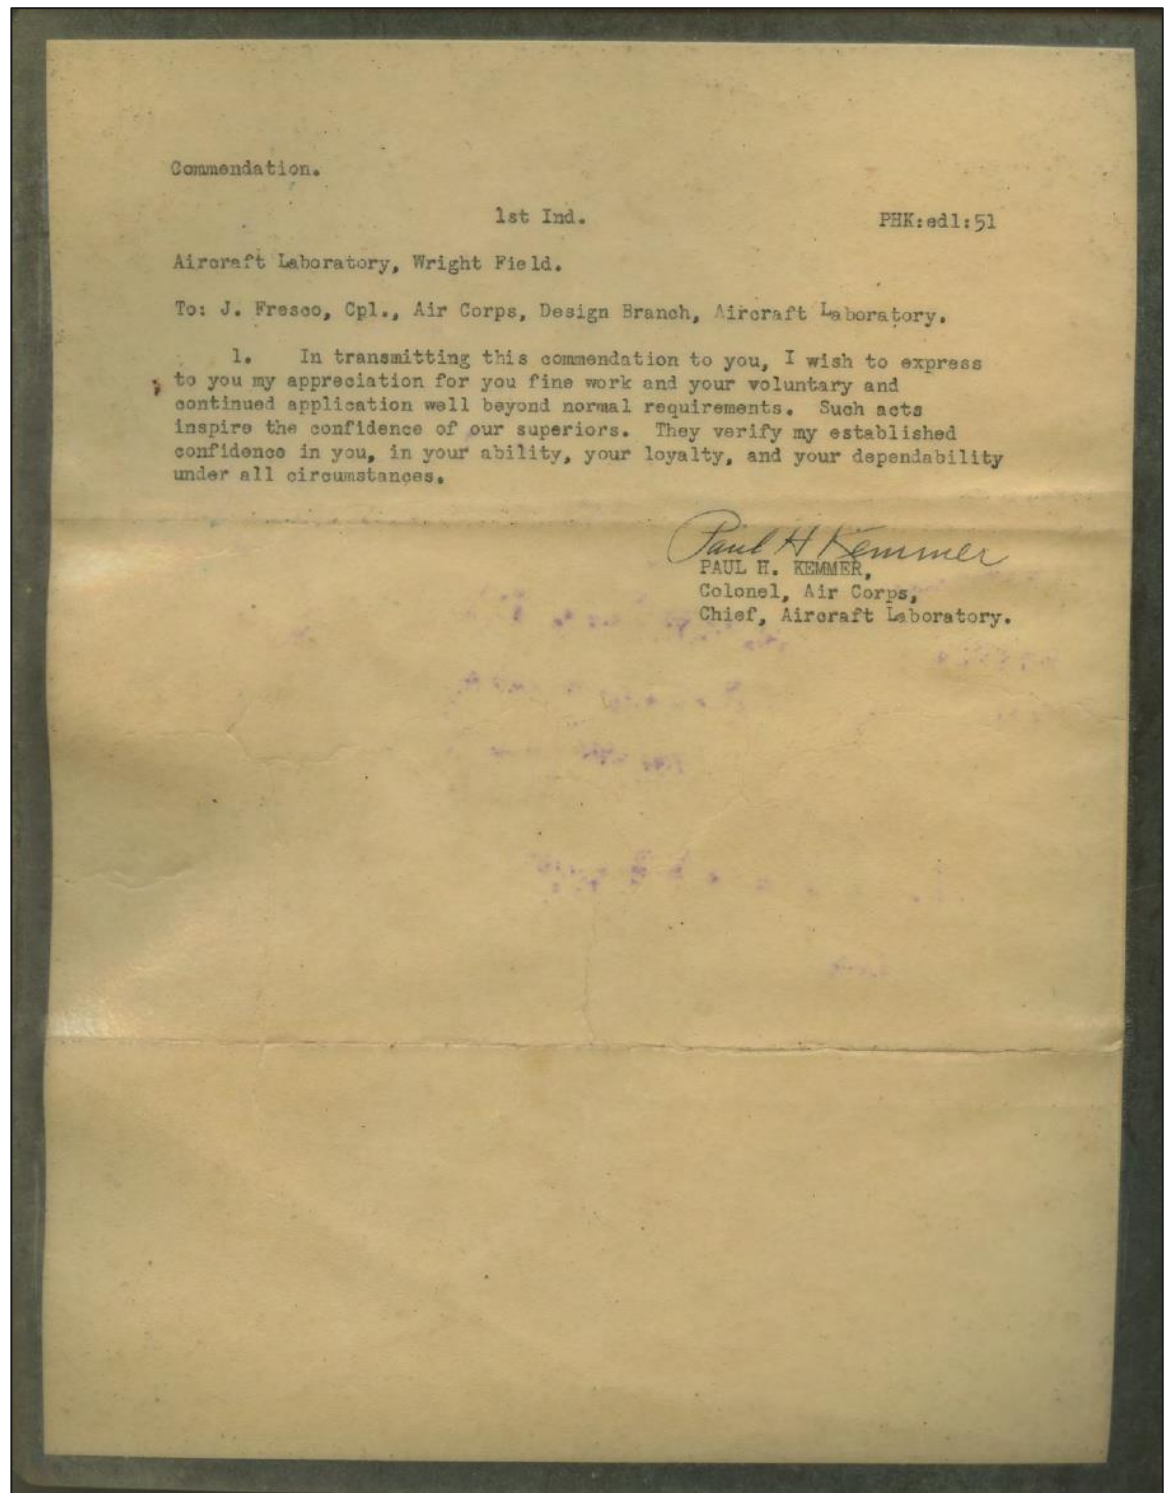 Commendation.
1st Ind.
PHK:edl:51
Aircraft Laboratory, Wright Field.
To: J. Fresco, Cpl., Air Corps, Design Branch, Aircraft Laboratory.
1. In transmitting this commendation to you, I wish to express
to you my appreciation for you fine work and your voluntary and
continued application well beyond normal requirements. Such acts
inspire the confidence of our superiors. They verify my established
confidence in you, in your ability, your loyalty, and your dependability
under all circumstances.
Paul H Kemmer
PAUL H. KEMMER,
Colonel, Air Corps,
Chief, Aircraft Laboratory.